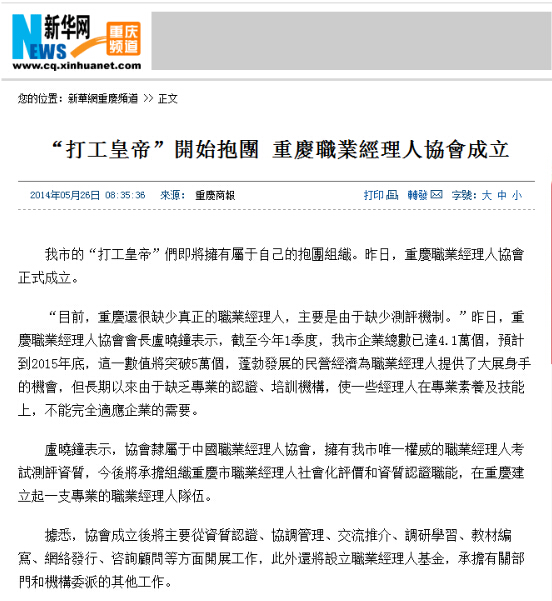 新华网
NEWS
重庆
频道
www.cq.xinhuanet.com
您的位置：新華網重慶頻道 >> 正文
“打工皇帝”開始抱團 重慶職業經理人協會成立
2014年05月26日 08:35:36 來源： 重慶商報 打印 轉發 字號：大 中 小
我市的“打工皇帝”們即將擁有屬于自己的抱團組織。昨日，重慶職業經理人協會
正式成立。
“目前，重慶還很缺少真正的職業經理人，主要是由于缺少測評機制。”昨日，重
慶職業經理人協會會長盧曉鐘表示，截至今年1季度，我市企業總數已達4.1萬個，預計
到2015年底，這一數值將突破5萬個，蓬勃發展的民營經濟為職業經理人提供了大展身手
的機會，但長期以來由于缺乏專業的認證、培訓機構，使一些經理人在專業素養及技能
上，不能完全適應企業的需要。
盧曉鐘表示，協會隸屬于中國職業經理人協會，擁有我市唯一權威的職業經理人考
試測評資質，今後將承擔組織重慶市職業經理人社會化評價和資質認證職能，在重慶建
立起一支專業的職業經理人隊伍。
據悉，協會成立後將主要從資質認證、協調管理、交流推介、調研學習、教材編
寫、網絡發行、咨詢顧問等方面開展工作，此外還將設立職業經理人基金，承擔有關部
門和機構委派的其他工作。